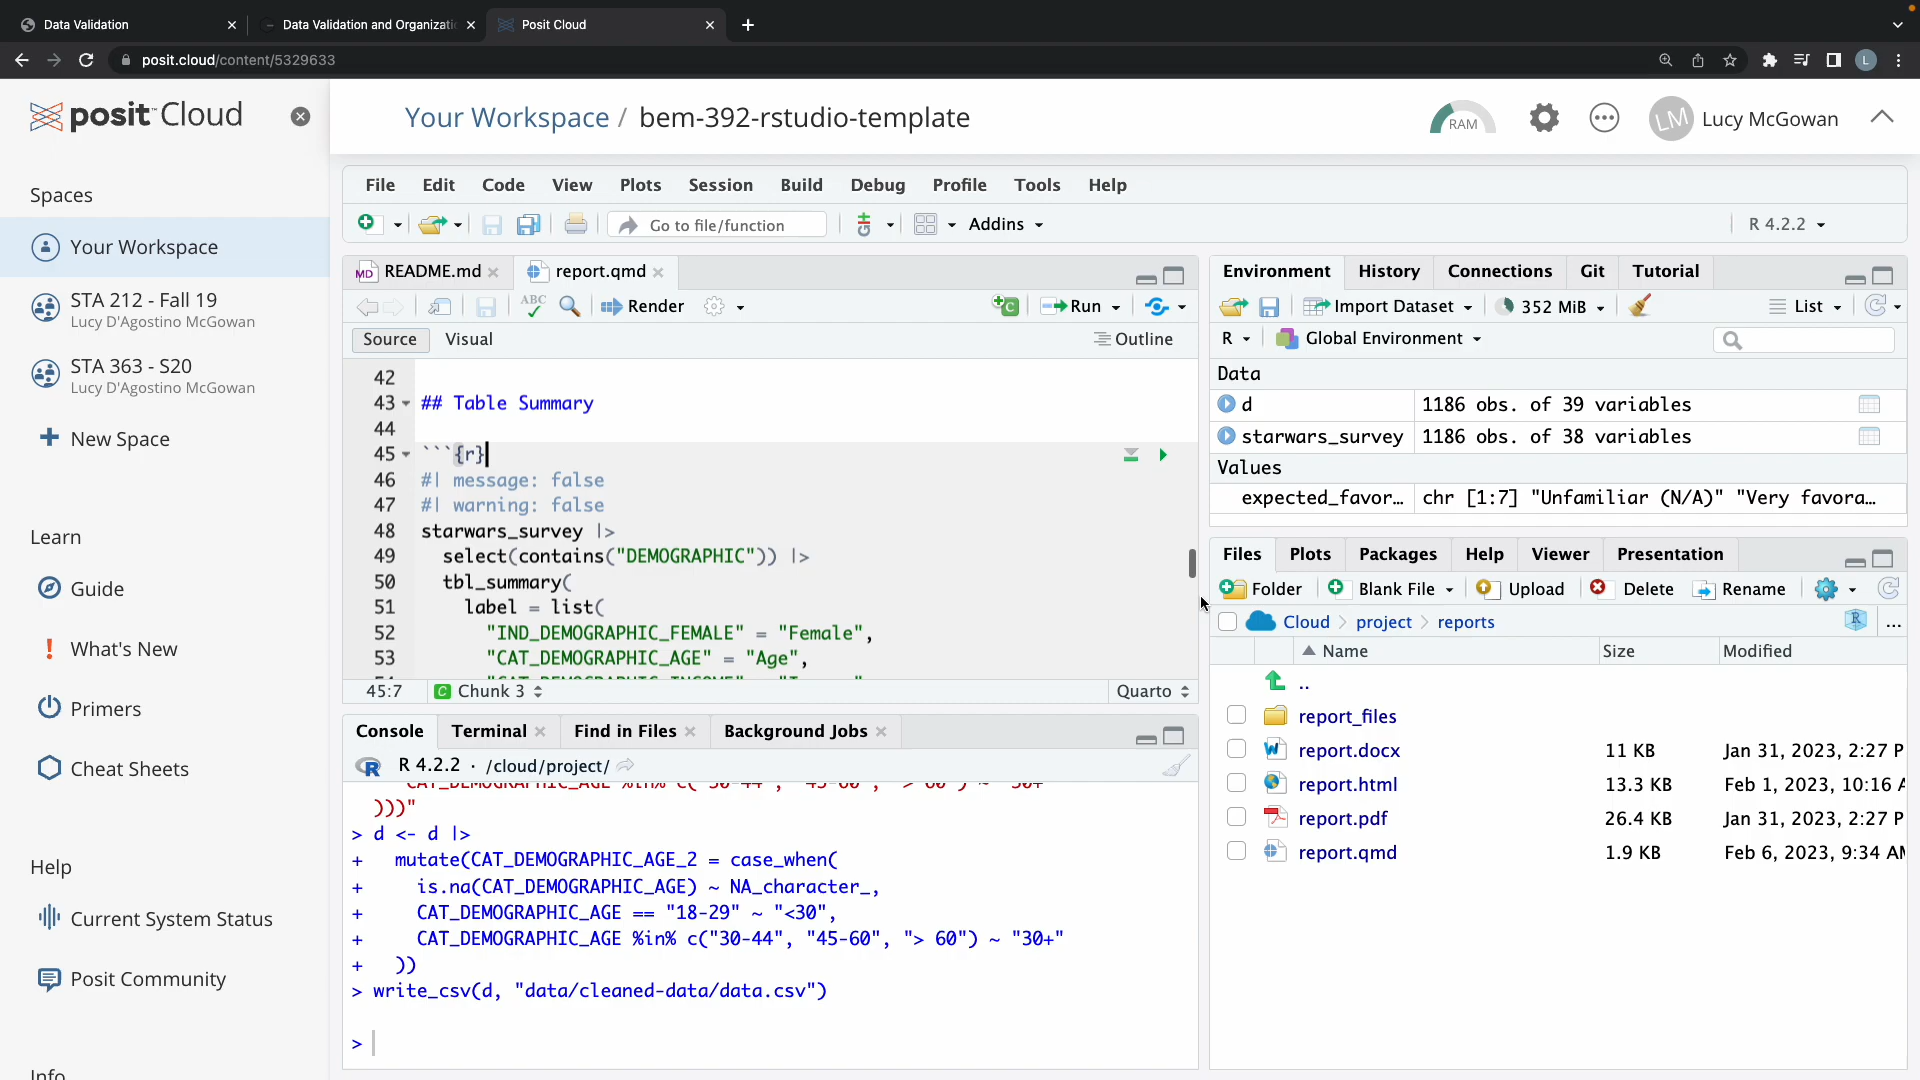 Data Validation
Data Validation and Organizati
Posit Cloud
posit.cloud/content/5329633
L
posit Cloud
Your Workspace / bem-392-rstudio-template
RAM
LM
Lucy McGowan
Spaces
Your Workspace
STA 212 - Fall 19
Lucy D'Agostino McGowan
STA 363 - S20
Lucy D'Agostino McGowan
New Space
Learn
Guide
What's New
Primers
Cheat Sheets
Help
Current System Status
Posit Community
Info
File Edit Code View Plots Session Build Debug Profile Tools Help
Go to file/function
Addins
R 4.2.2
MD README.md
report.qmd
ABC
Render
Run
Source Visual
Outline
42
43 ## Table Summary
44
45 ```{r}
46 #| message: false
47 #| warning: false
48 starwars_survey |>
49 select(contains("DEMOGRAPHIC")) |>
50 tbl_summary(
51 label = list(
52 "IND_DEMOGRAPHIC_FEMALE" = "Female",
53 "CAT_DEMOGRAPHIC_AGE" = "Age",
45:7 C Chunk 3
Quarto
Console Terminal Find in Files Background Jobs
R 4.2.2 · /cloud/project/
CAT_DEMOGRAPHIC_AGE %in% c("30-44", "45-60", "> 60") ~ "30+"
)))"
> d <- d |>
+ mutate(CAT_DEMOGRAPHIC_AGE_2 = case_when(
+ is.na(CAT_DEMOGRAPHIC_AGE) ~ NA_character_,
+ CAT_DEMOGRAPHIC_AGE == "18-29" ~ "<30",
+ CAT_DEMOGRAPHIC_AGE %in% c("30-44", "45-60", "> 60") ~ "30+"
+ ))
> write_csv(d, "data/cleaned-data/data.csv")
>
Environment History Connections Git Tutorial
Import Dataset
352 MiB
List
R Global Environment
Data
d 1186 obs. of 39 variables
starwars_survey 1186 obs. of 38 variables
Values
expected_favor... chr [1:7] "Unfamiliar (N/A)" "Very favora...
Files Plots Packages Help Viewer Presentation
Folder Blank File Upload Delete Rename
Cloud > project > reports
R ...
Name Size Modified
..
report_files
report.docx 11 KB Jan 31, 2023, 2:27 P
report.html 13.3 KB Feb 1, 2023, 10:16 A
report.pdf 26.4 KB Jan 31, 2023, 2:27 P
report.qmd 1.9 KB Feb 6, 2023, 9:34 AM